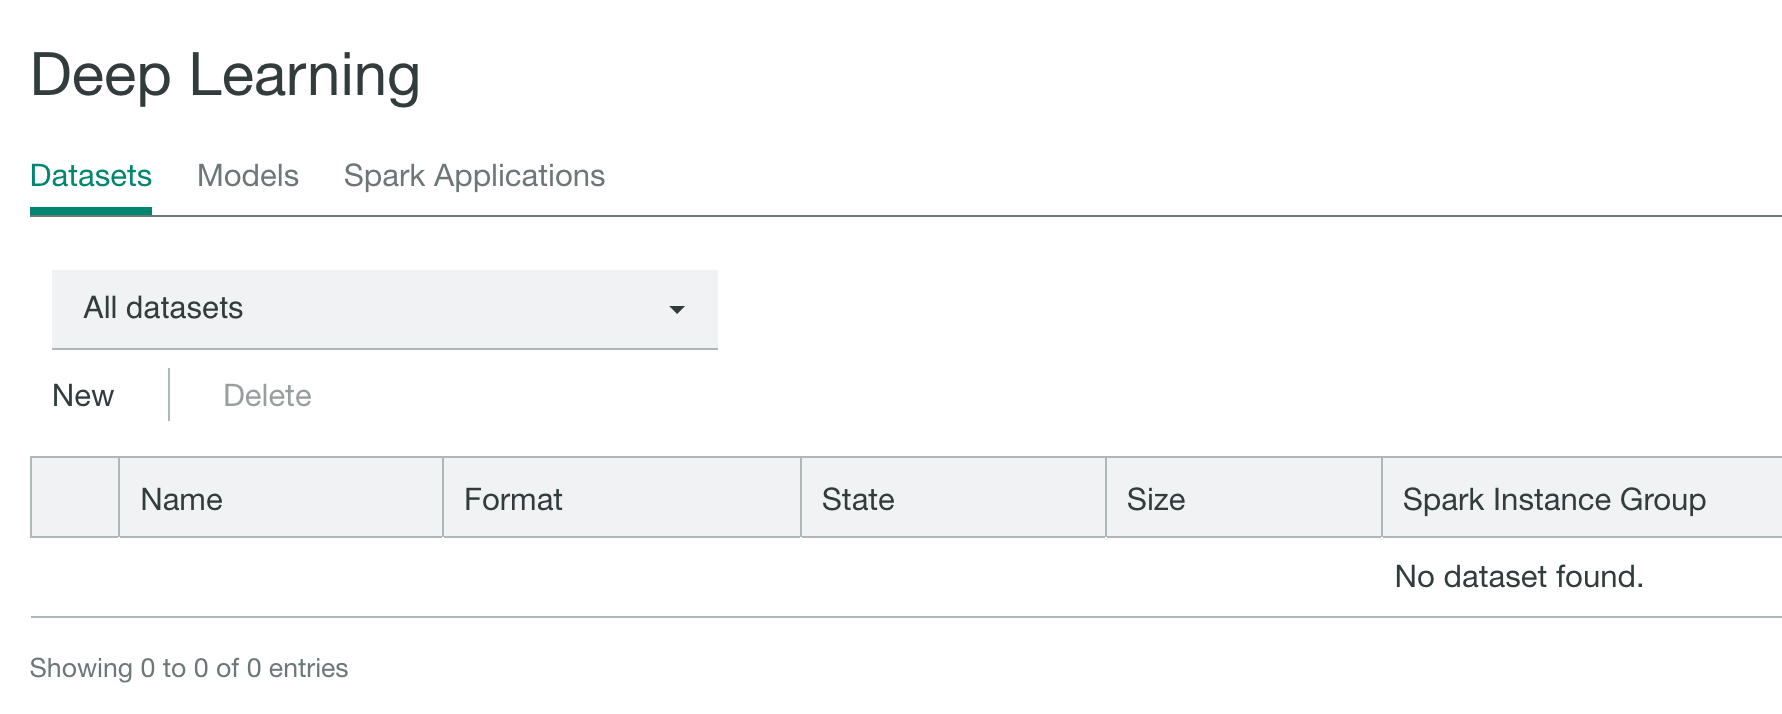 Deep Learning
Datasets Models Spark Applications
All datasets
New Delete
Name Format State Size Spark Instance Group
No dataset found.
Showing 0 to 0 of 0 entries